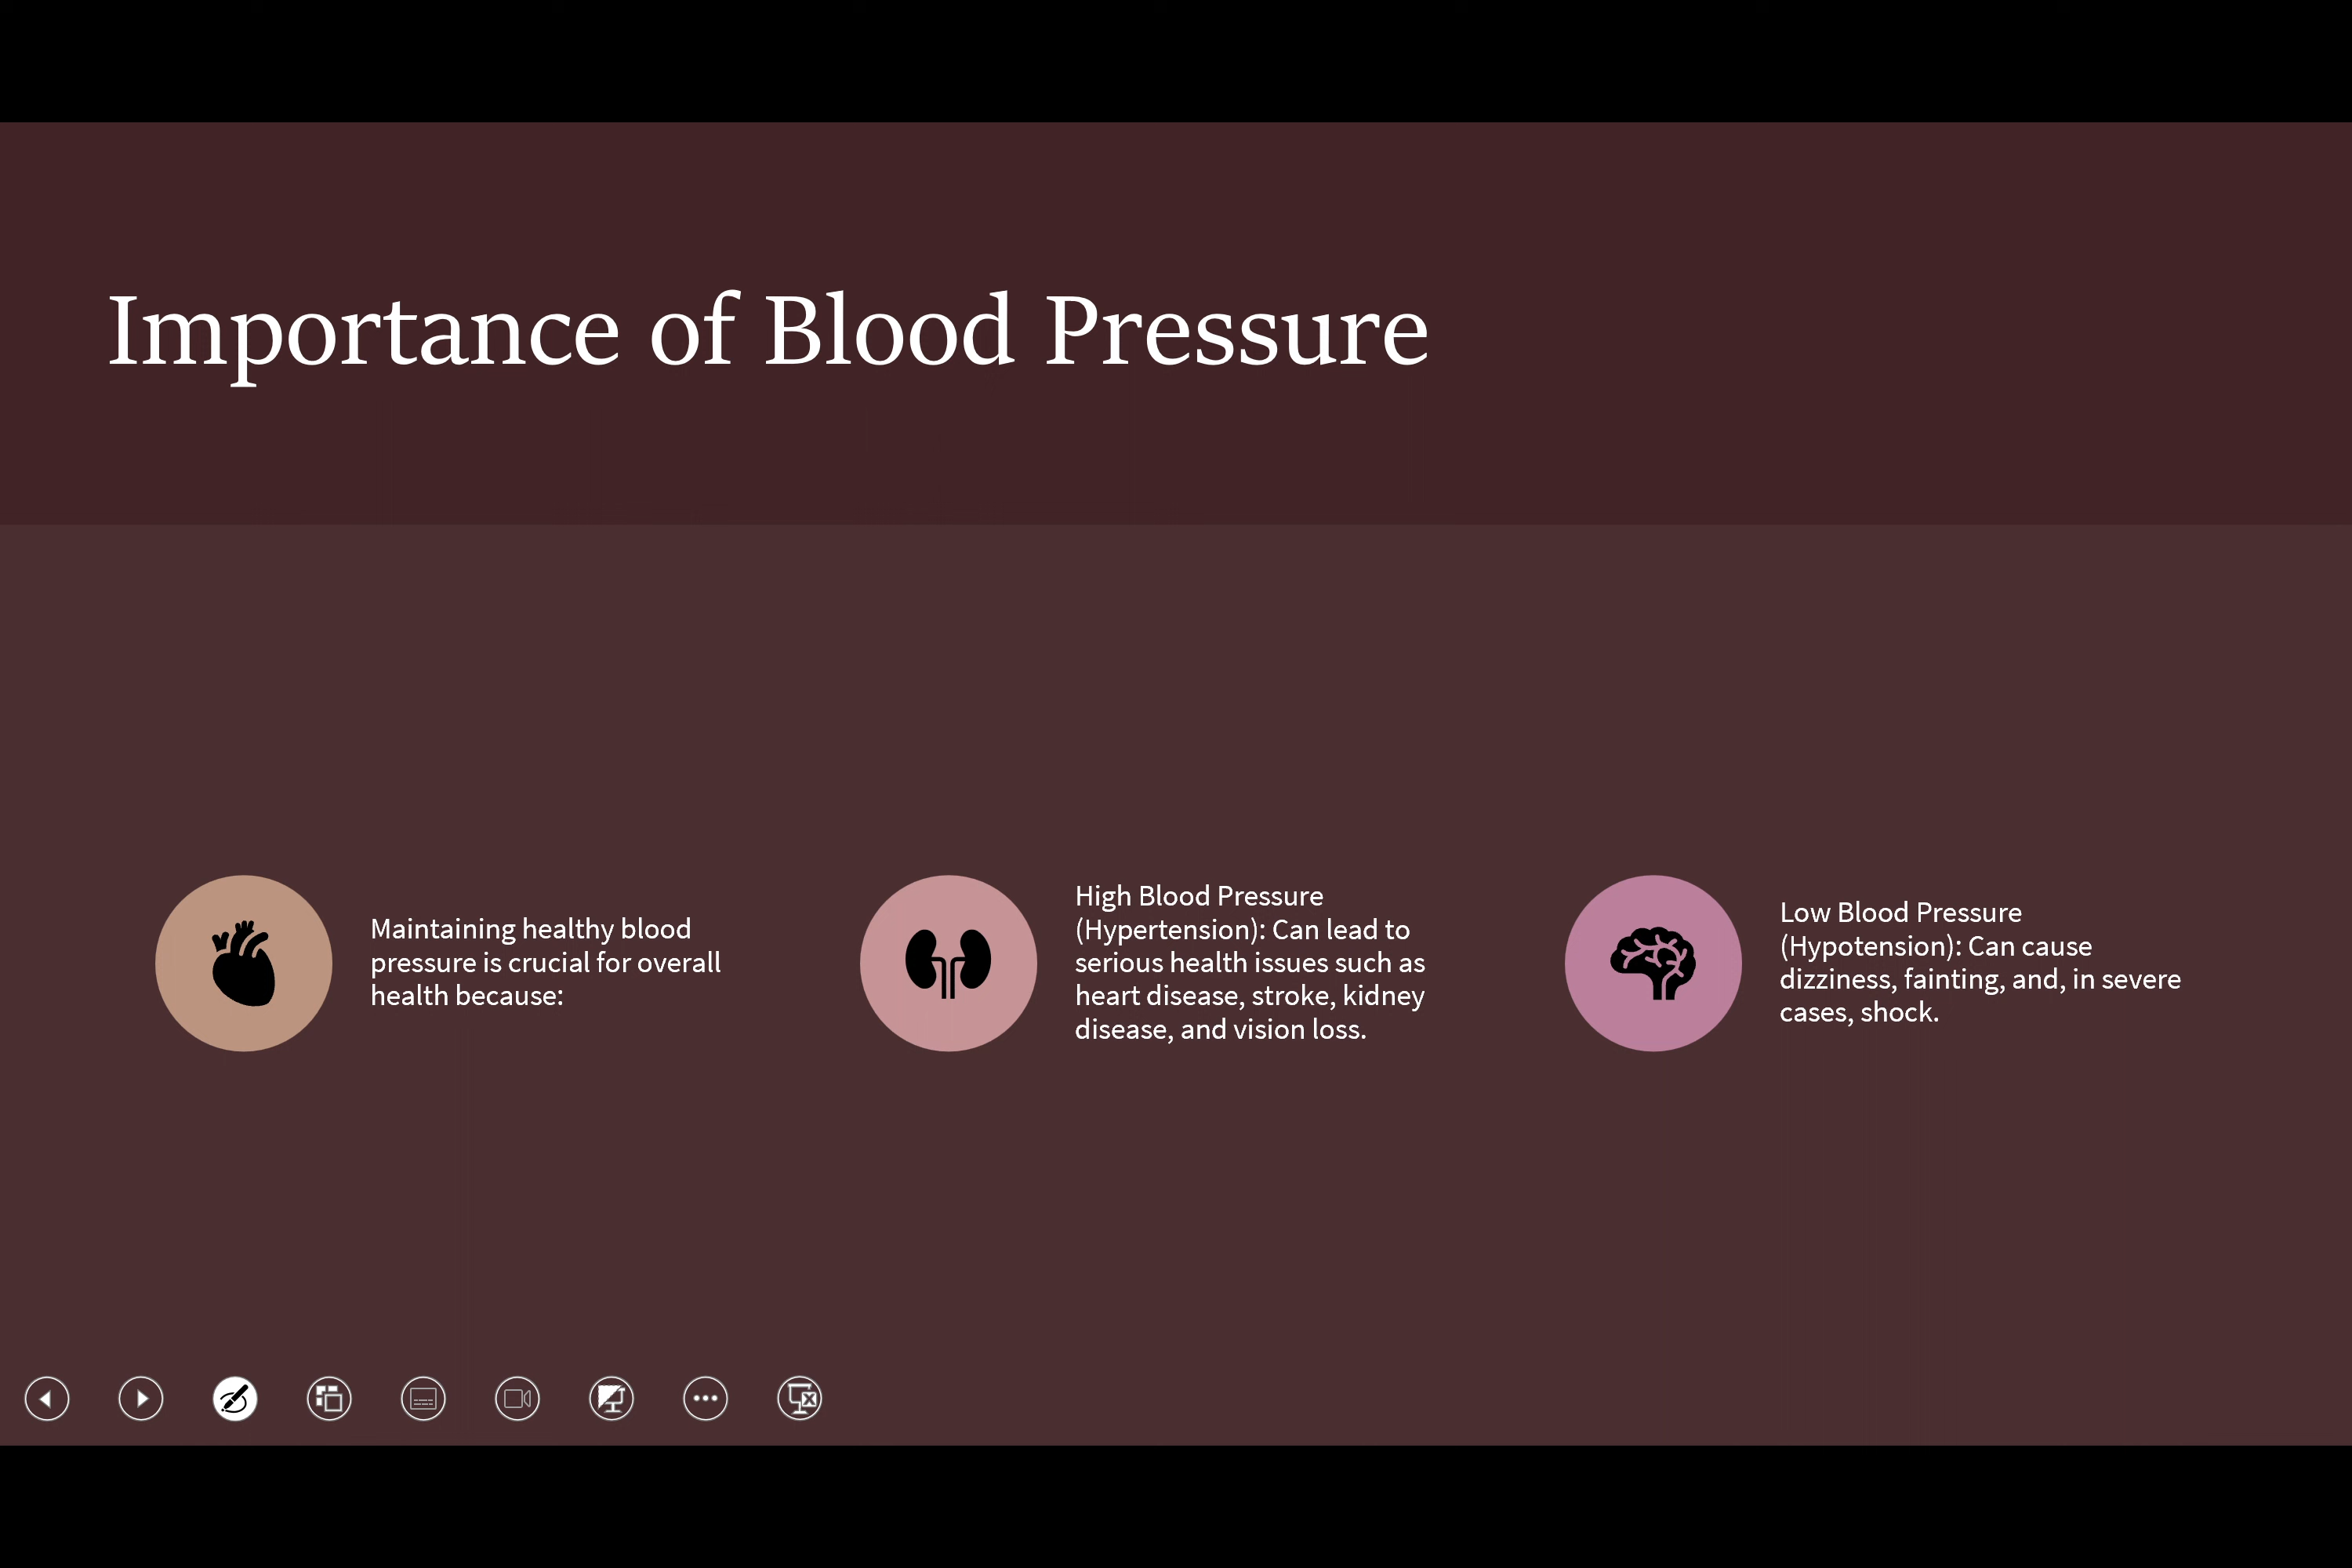 Importance of Blood Pressure
Maintaining healthy blood
pressure is crucial for overall
health because:
High Blood Pressure
(Hypertension): Can lead to
serious health issues such as
heart disease, stroke, kidney
disease, and vision loss.
Low Blood Pressure
(Hypotension): Can cause
dizziness, fainting, and, in severe
cases, shock.